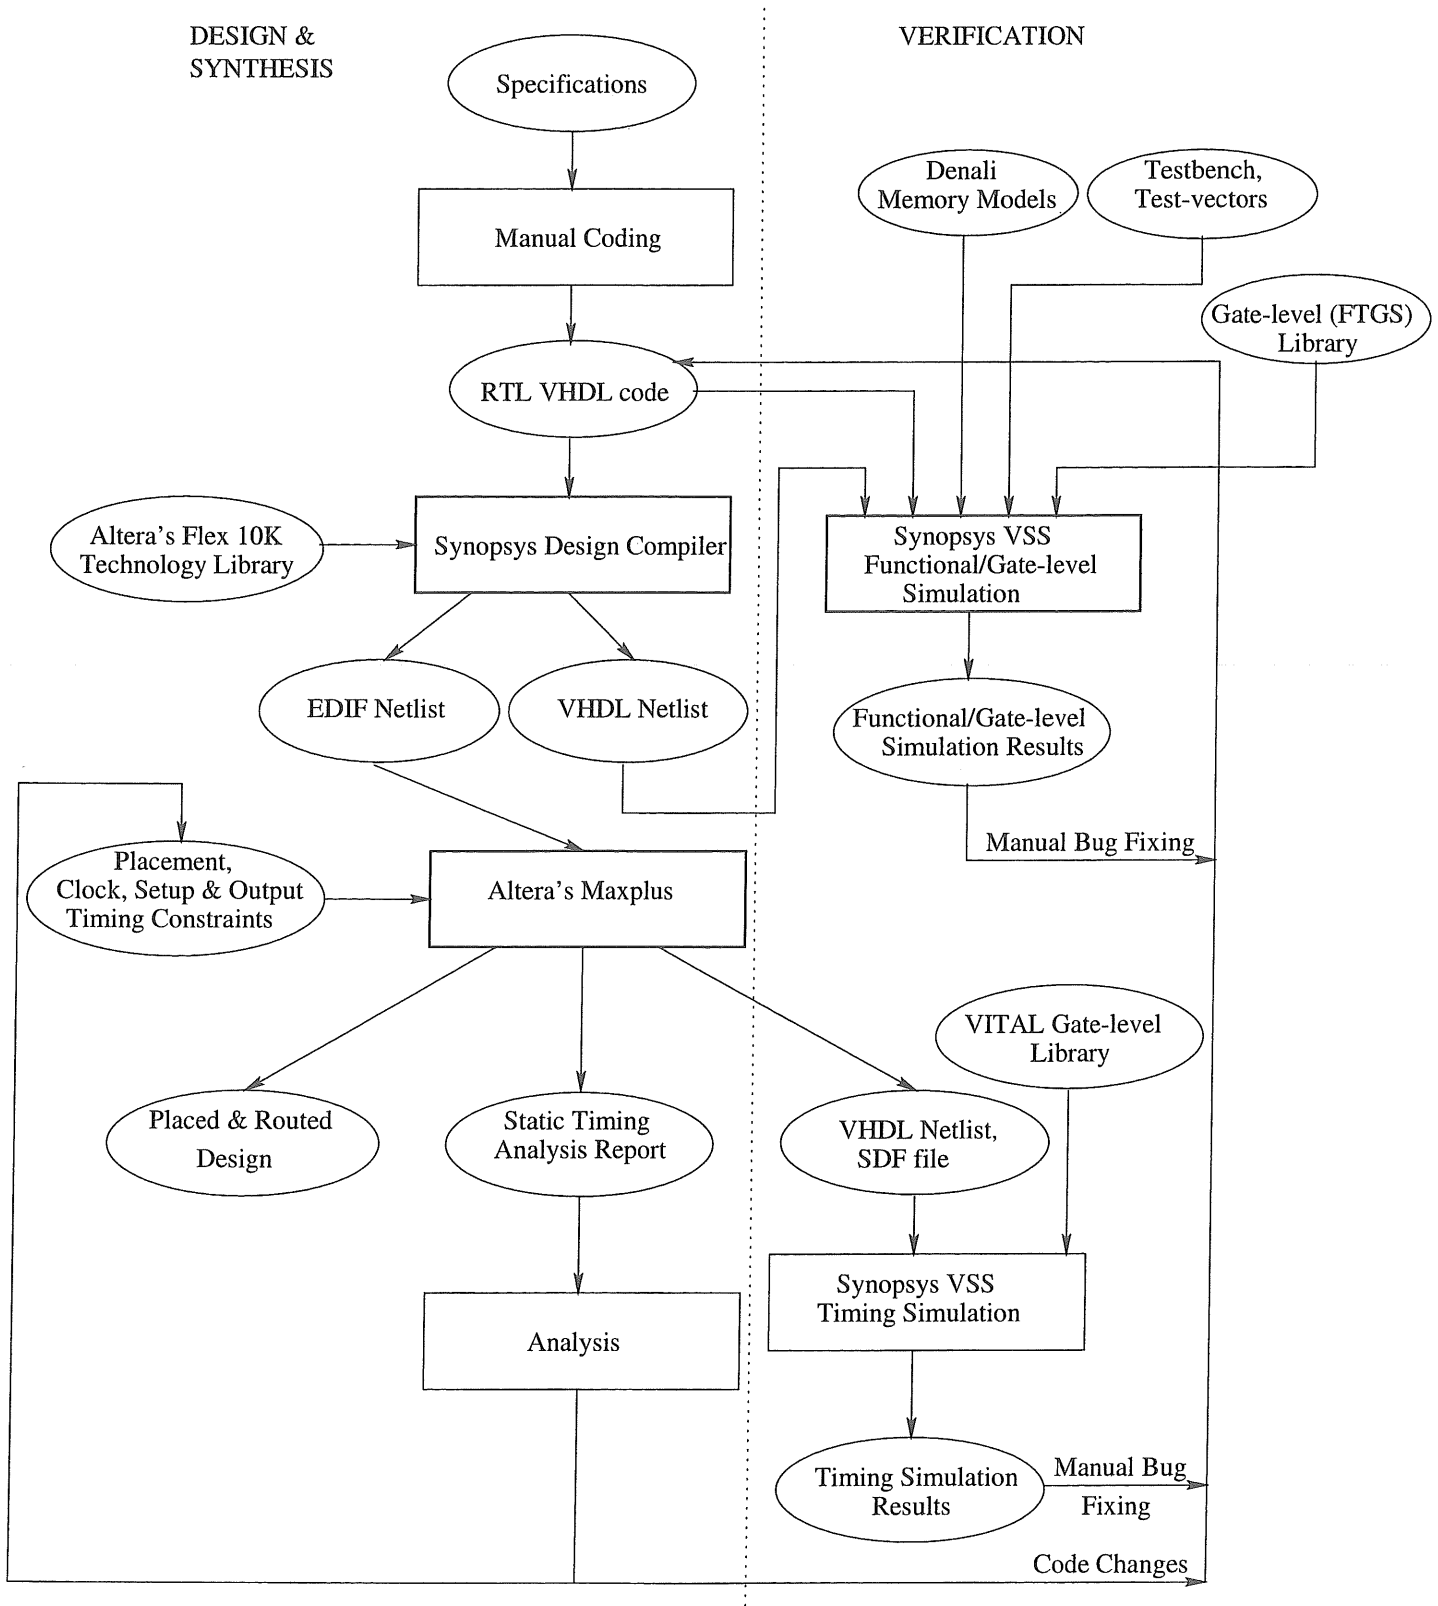 DESIGN &
SYNTHESIS
VERIFICATION
Specifications
Manual Coding
Denali
Memory Models
Testbench,
Test-vectors
Gate-level (FTGS)
Library
RTL VHDL code
Altera's Flex 10K
Technology Library
Synopsys Design Compiler
Synopsys VSS
Functional/Gate-level
Simulation
EDIF Netlist
VHDL Netlist
Functional/Gate-level
Simulation Results
Manual Bug Fixing
Placement,
Clock, Setup & Output
Timing Constraints
Altera's Maxplus
VITAL Gate-level
Library
Placed & Routed
Design
Static Timing
Analysis Report
VHDL Netlist,
SDF file
Synopsys VSS
Timing Simulation
Analysis
Timing Simulation
Results
Manual Bug
Fixing
Code Changes